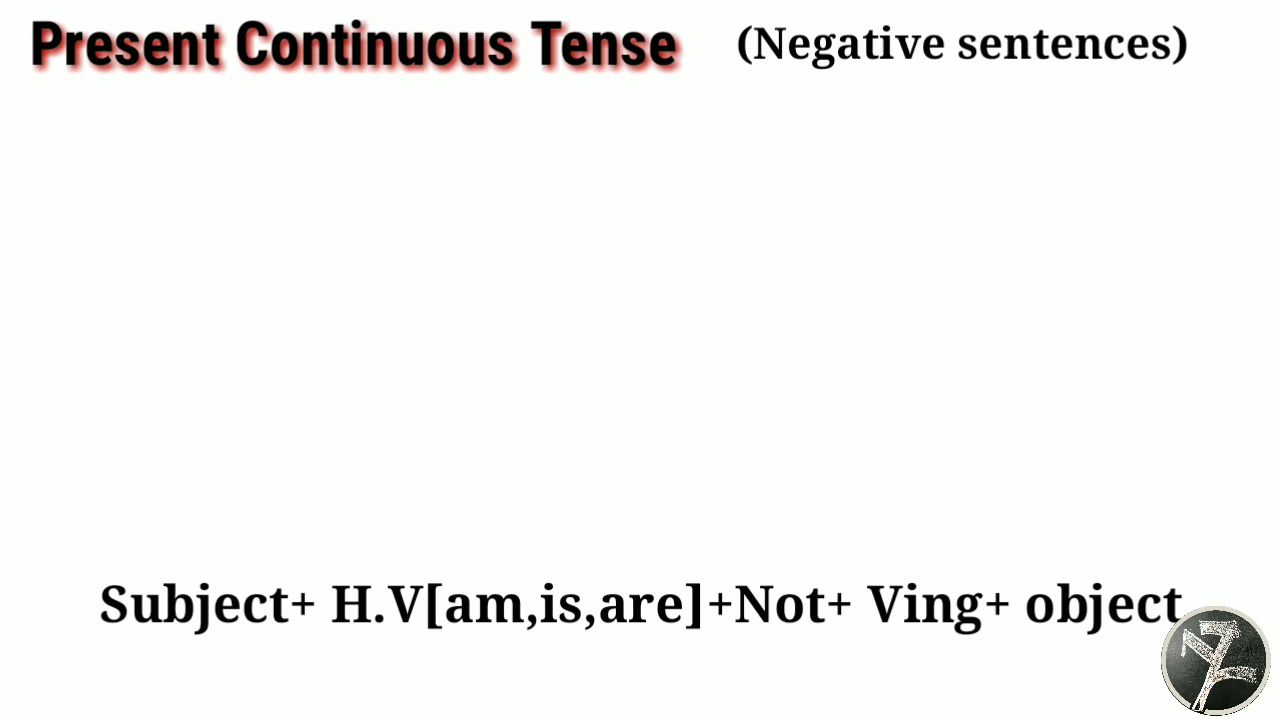 Present Continuous Tense (Negative sentences)
Subject+ H.V[am,is,are]+Not+ Ving+ object